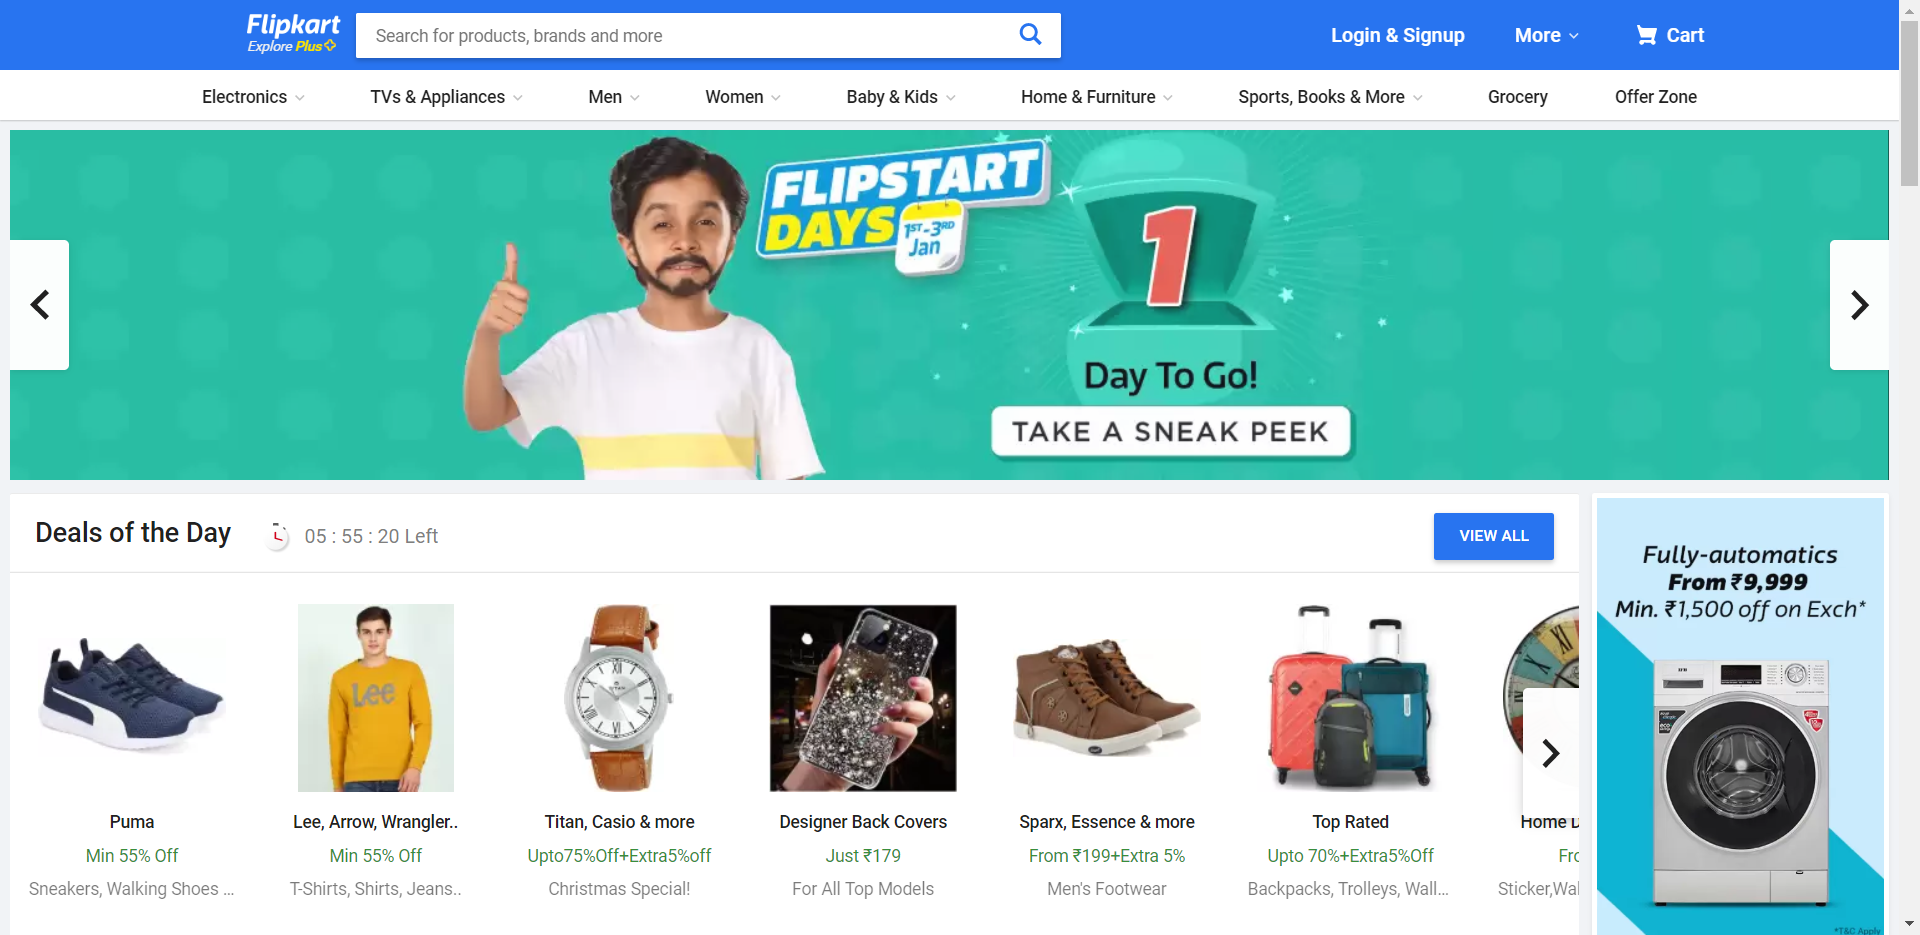 Flipkart
Explore Plus
Search for products, brands and more
Login & Signup
More
Cart
Electronics
TVs & Appliances
Men
Women
Baby & Kids
Home & Furniture
Sports, Books & More
Grocery
Offer Zone
FLIPSTART
DAYS
1ST-3RD
Jan
1
Day To Go!
TAKE A SNEAK PEEK
Deals of the Day
05 : 55 : 20 Left
VIEW ALL
Lee
Puma
Min 55% Off
Sneakers, Walking Shoes ...
Lee, Arrow, Wrangler..
Min 55% Off
T-Shirts, Shirts, Jeans..
Titan, Casio & more
Upto75%Off+Extra5%off
Christmas Special!
Designer Back Covers
Just ₹179
For All Top Models
Sparx, Essence & more
From ₹199+Extra 5%
Men's Footwear
Top Rated
Upto 70%+Extra5%Off
Backpacks, Trolleys, Wall...
Home
Sticker,Wal
Fully-automatics
From ₹9,999
Min. ₹1,500 off on Exch*
IFB
*T&C Apply